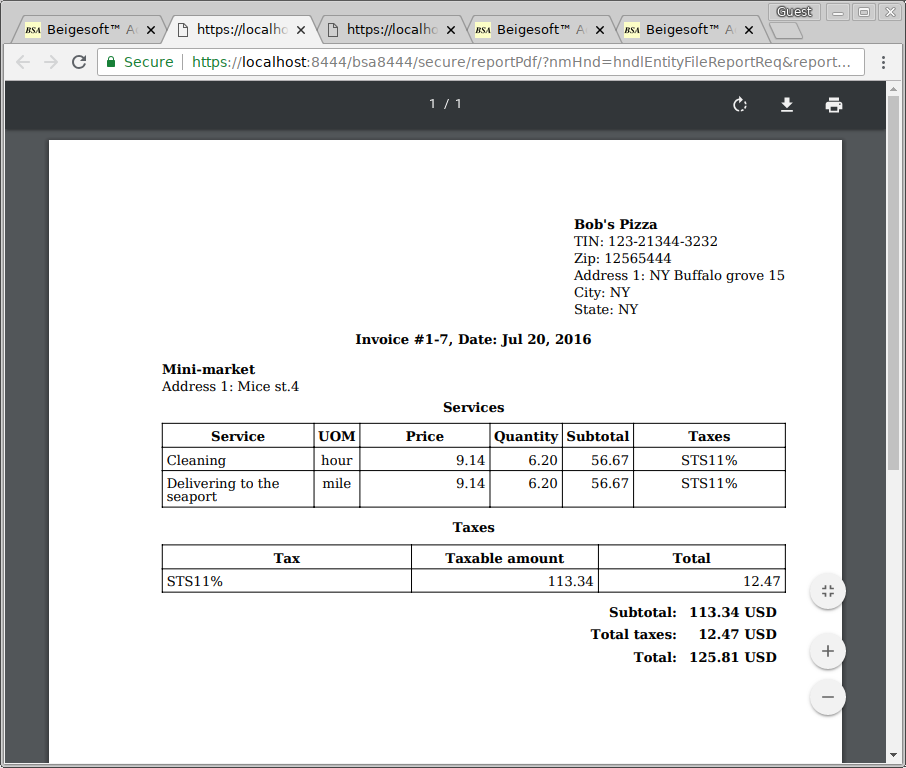 Guest
BSA Beigesoft™ A
https://localho
https://localho
BSA Beigesoft™ A
BSA Beigesoft™ A
Secure https://localhost:8444/bsa8444/secure/reportPdf/?nmHnd=hndlEntityFileReportReq&report...
1 / 1
Bob's Pizza
TIN: 123-21344-3232
Zip: 12565444
Address 1: NY Buffalo grove 15
City: NY
State: NY
Invoice #1-7, Date: Jul 20, 2016
Mini-market
Address 1: Mice st.4
Services
Service UOM Price Quantity Subtotal Taxes
Cleaning hour 9.14 6.20 56.67 STS11%
Delivering to the mile 9.14 6.20 56.67 STS11%
seaport
Taxes
Tax Taxable amount Total
STS11% 113.34 12.47
Subtotal: 113.34 USD
Total taxes: 12.47 USD
Total: 125.81 USD